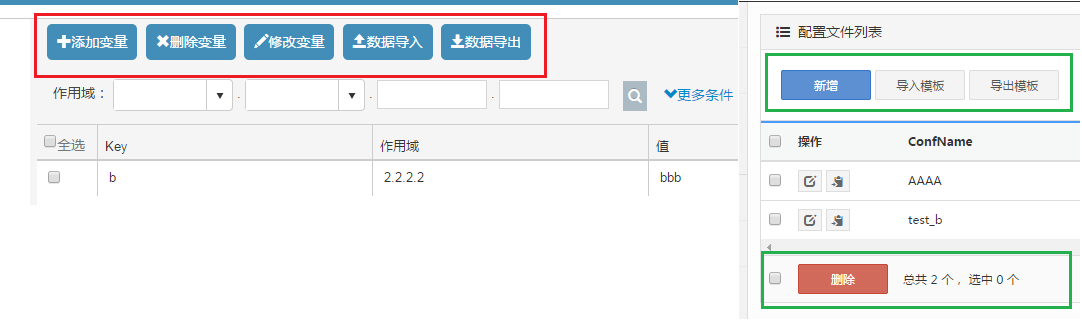 添加变量 删除变量 修改变量 数据导入 数据导出
作用域： . . . 更多条件
全选 Key 作用域 值
b 2.2.2.2 bbb
配置文件列表
新增 导入模板 导出模板
操作 ConfName
AAAA
test_b
删除 总共 2 个 ，选中 0 个